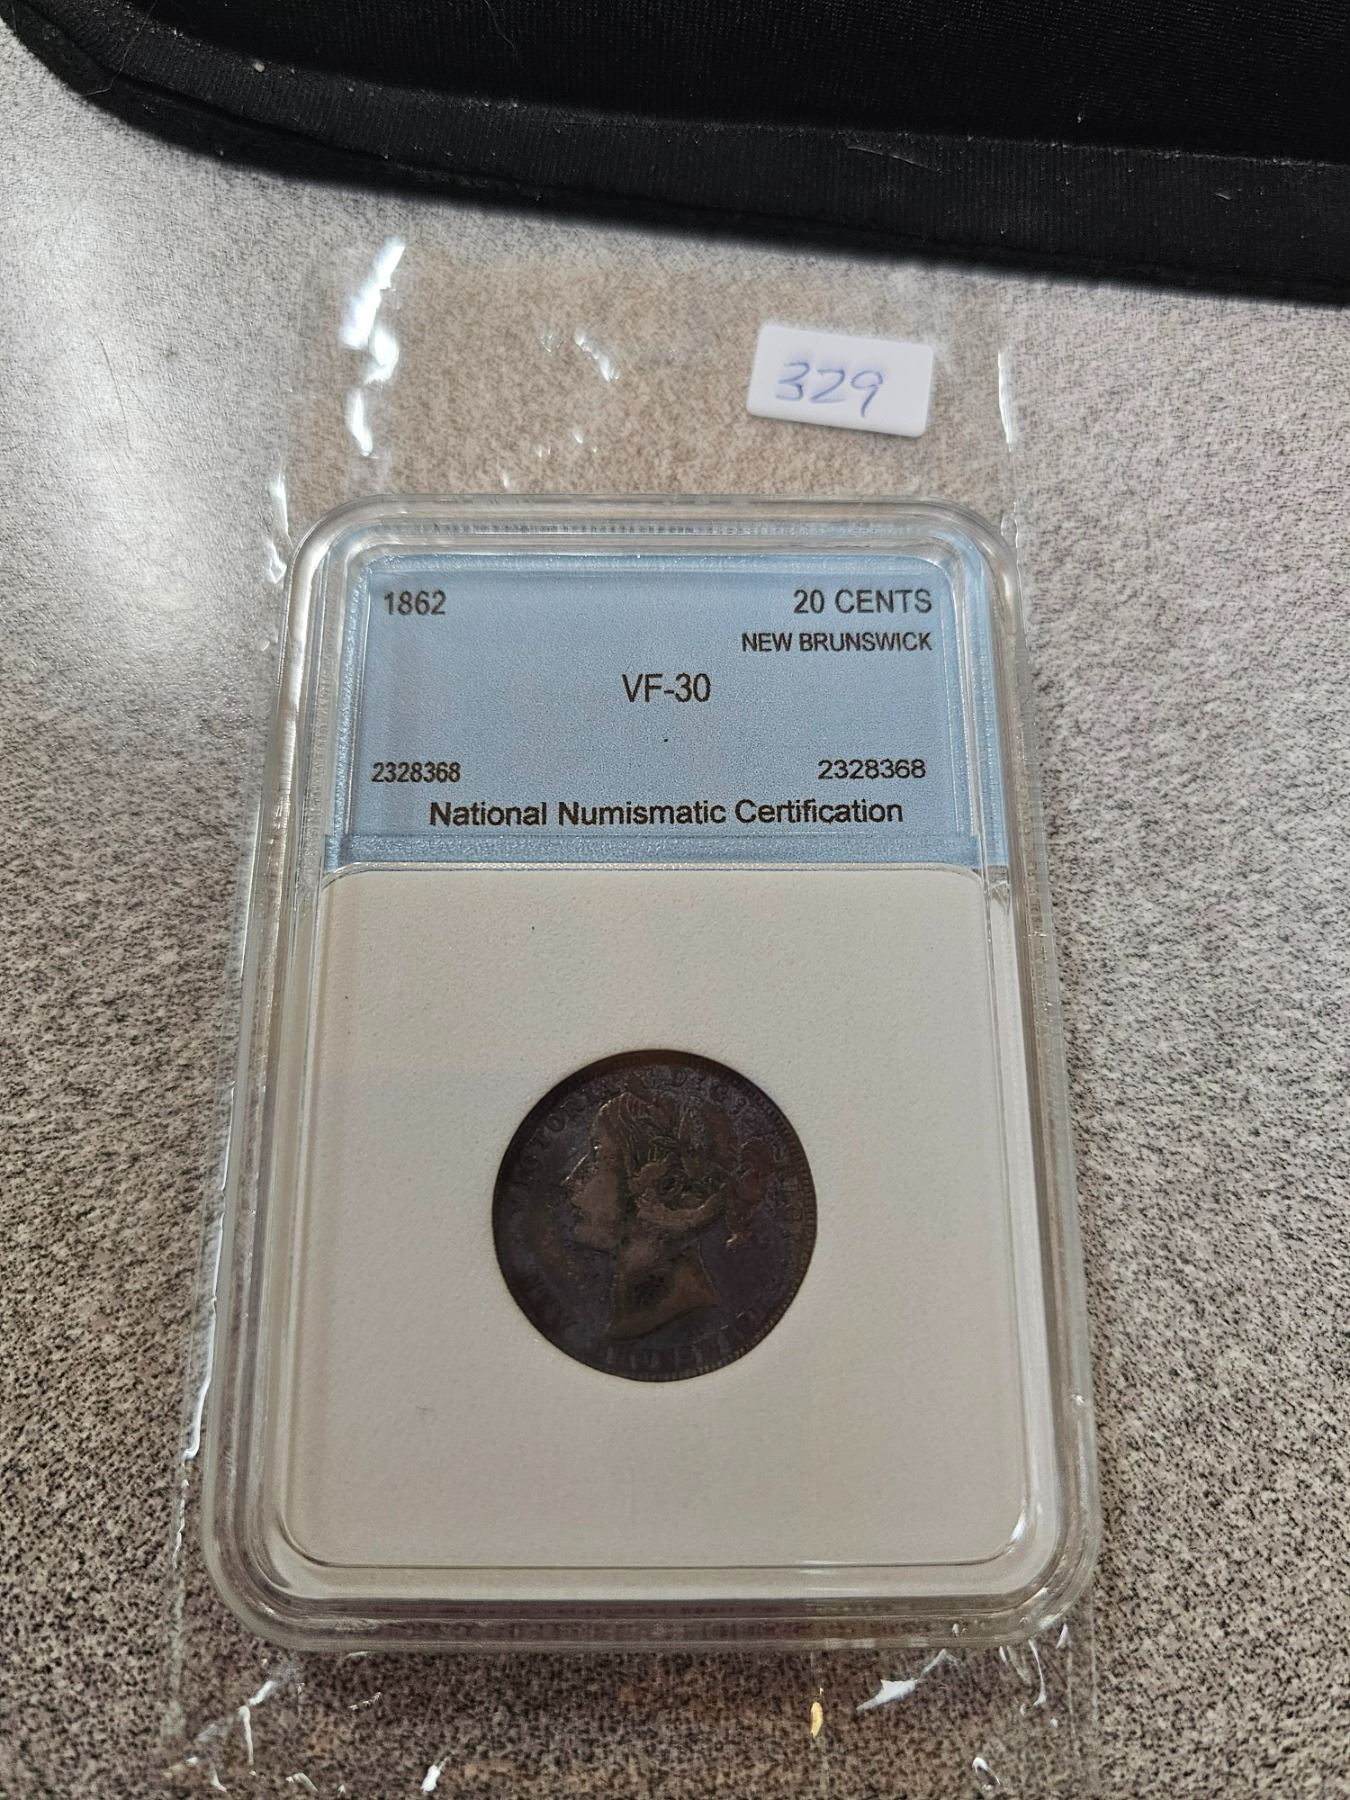 329
1862 20 CENTS
NEW BRUNSWICK
VF-30
2328368 2328368
National Numismatic Certification